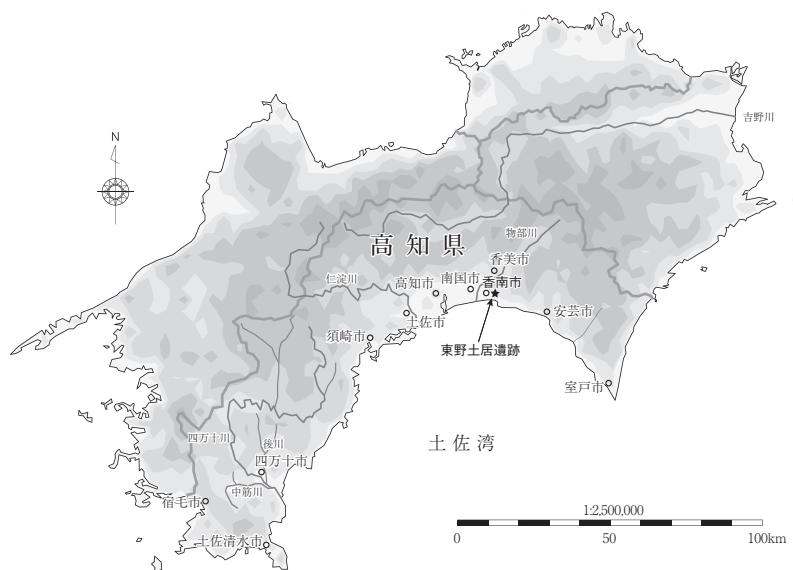 N
吉野川
高知県
物部川
香美市
仁淀川
高知市
南国市
香南市
土佐市
安芸市
須崎市
東野土居遺跡
室戸市
四万十川
後川
土佐湾
四万十市
中筋川
宿毛市
土佐清水市
1:2,500,000
0 50 100km